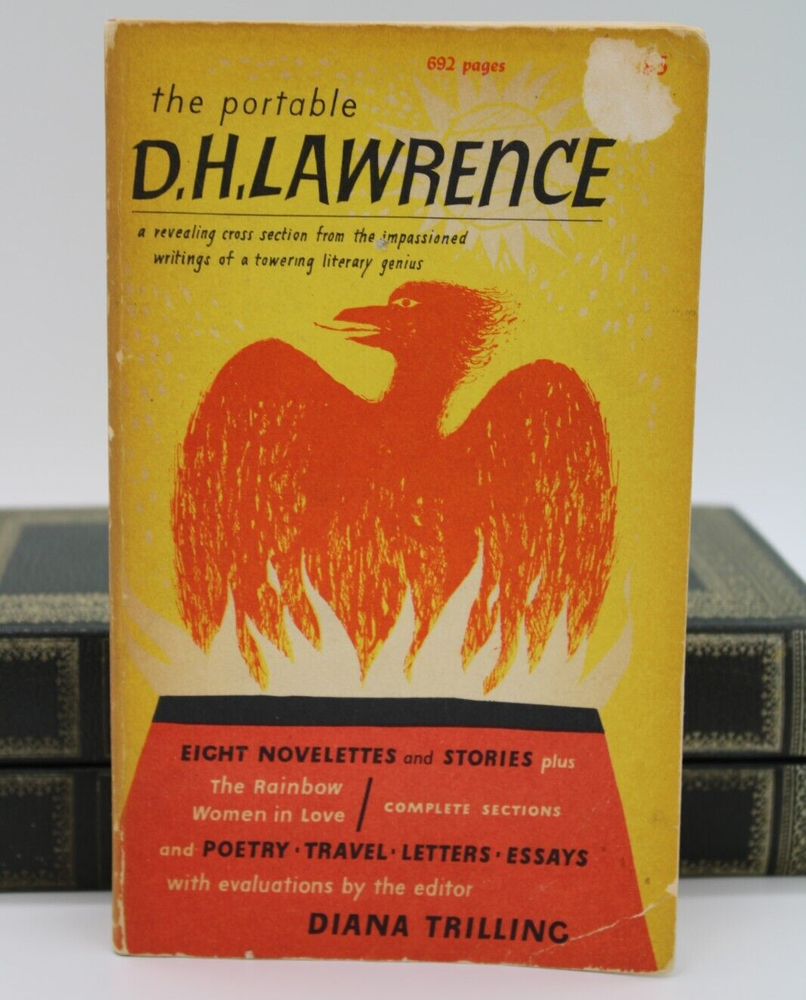 692 pages
the portable
D.H.LAWRENCE
a revealing cross section from the impassioned
writings of a towering literary genius
EIGHT NOVELETTES and STORIES plus
The Rainbow
Women in Love / COMPLETE SECTIONS
and POETRY · TRAVEL · LETTERS · ESSAYS
with evaluations by the editor
DIANA TRILLING